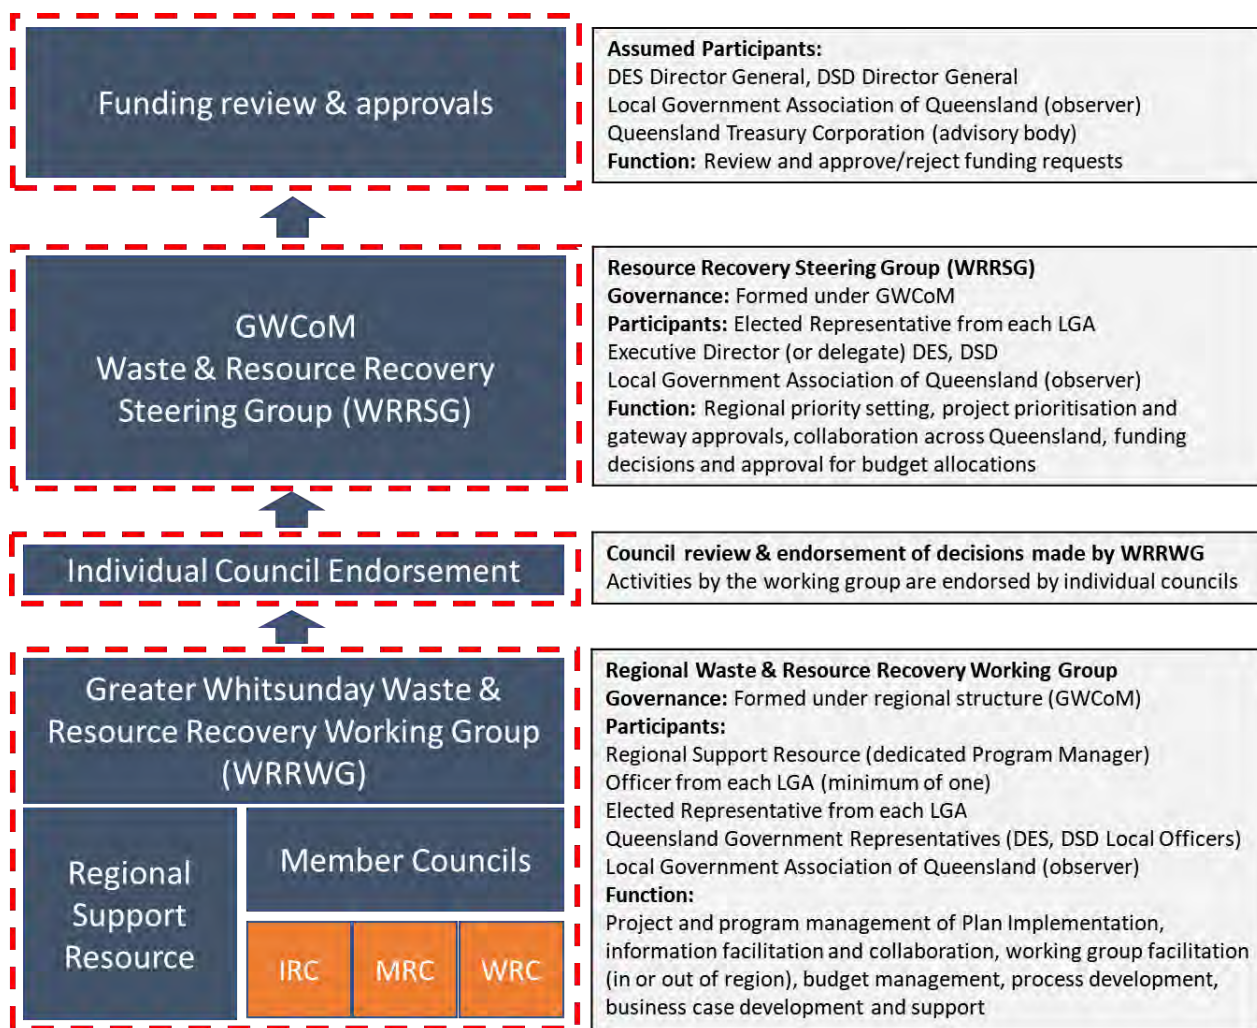 Funding review & approvals
Assumed Participants:
DES Director General, DSD Director General
Local Government Association of Queensland (observer)
Queensland Treasury Corporation (advisory body)
Function: Review and approve/reject funding requests
GWCoM
Waste & Resource Recovery
Steering Group (WRRSG)
Resource Recovery Steering Group (WRRSG)
Governance: Formed under GWCoM
Participants: Elected Representative from each LGA
Executive Director (or delegate) DES, DSD
Local Government Association of Queensland (observer)
Function: Regional priority setting, project prioritisation and
gateway approvals, collaboration across Queensland, funding
decisions and approval for budget allocations
Individual Council Endorsement
Council review & endorsement of decisions made by WRRWG
Activities by the working group are endorsed by individual councils
Greater Whitsunday Waste &
Resource Recovery Working Group
(WRRWG)
Regional
Support
Resource
Member Councils
IRC
MRC
WRC
Regional Waste & Resource Recovery Working Group
Governance: Formed under regional structure (GWCoM)
Participants:
Regional Support Resource (dedicated Program Manager)
Officer from each LGA (minimum of one)
Elected Representative from each LGA
Queensland Government Representatives (DES, DSD Local Officers)
Local Government Association of Queensland (observer)
Function:
Project and program management of Plan Implementation,
information facilitation and collaboration, working group facilitation
(in or out of region), budget management, process development,
business case development and support